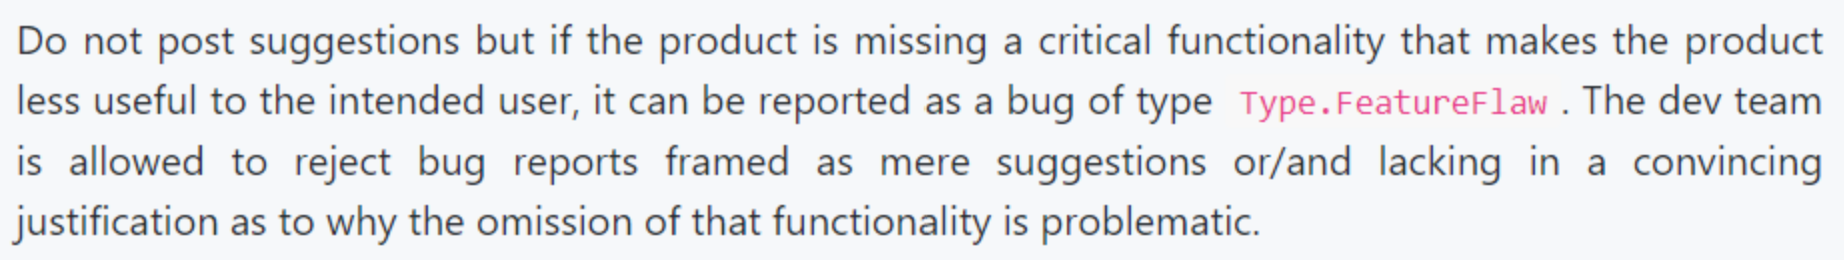 Do not post suggestions but if the product is missing a critical functionality that makes the product
less useful to the intended user, it can be reported as a bug of type Type.FeatureFlaw . The dev team
is allowed to reject bug reports framed as mere suggestions or/and lacking in a convincing
justification as to why the omission of that functionality is problematic.